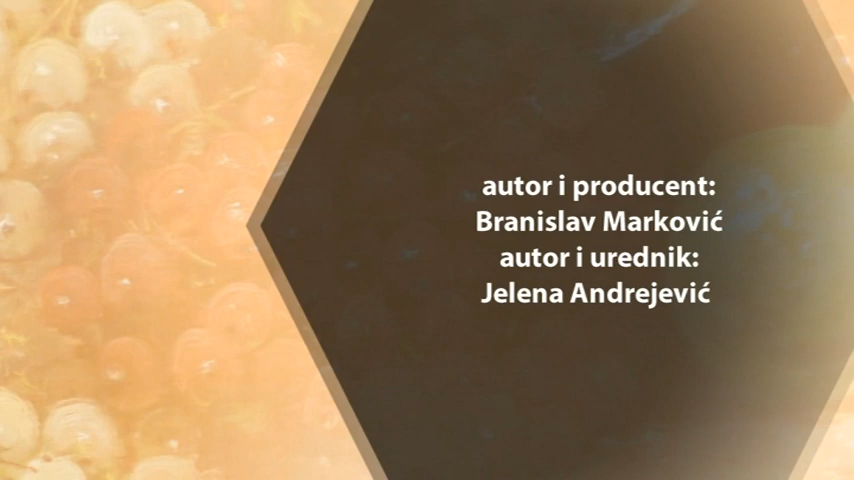 autor i producent:
Branislav Marković
autor i urednik:
Jelena Andrejević